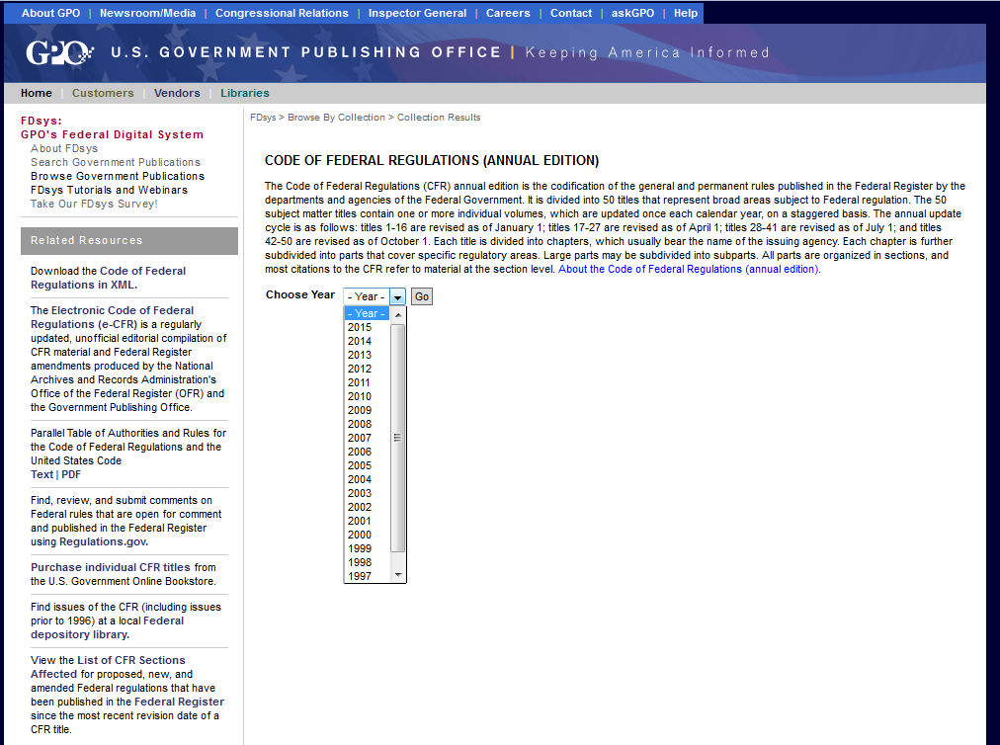 About GPO | Newsroom/Media | Congressional Relations | Inspector General | Careers | Contact | askGPO | Help
GPO U.S. GOVERNMENT PUBLISHING OFFICE | Keeping America Informed
Home | Customers | Vendors | Libraries
FDsys:
GPO's Federal Digital System
About FDsys
Search Government Publications
Browse Government Publications
FDsys Tutorials and Webinars
Take Our FDsys Survey!
Related Resources
Download the Code of Federal
Regulations in XML.
The Electronic Code of Federal
Regulations (e-CFR) is a regularly
updated, unofficial editorial compilation of
CFR material and Federal Register
amendments produced by the National
Archives and Records Administration's
Office of the Federal Register (OFR) and
the Government Publishing Office.
Parallel Table of Authorities and Rules for
the Code of Federal Regulations and the
United States Code
Text | PDF
Find, review, and submit comments on
Federal rules that are open for comment
and published in the Federal Register
using Regulations.gov.
Purchase individual CFR titles from
the U.S. Government Online Bookstore.
Find issues of the CFR (including issues
prior to 1996) at a local Federal
depository library.
View the List of CFR Sections
Affected for proposed, new, and
amended Federal regulations that have
been published in the Federal Register
since the most recent revision date of a
CFR title.
FDsys > Browse By Collection > Collection Results
CODE OF FEDERAL REGULATIONS (ANNUAL EDITION)
The Code of Federal Regulations (CFR) annual edition is the codification of the general and permanent rules published in the Federal Register by the
departments and agencies of the Federal Government. It is divided into 50 titles that represent broad areas subject to Federal regulation. The 50
subject matter titles contain one or more individual volumes, which are updated once each calendar year, on a staggered basis. The annual update
cycle is as follows: titles 1-16 are revised as of January 1; titles 17-27 are revised as of April 1; titles 28-41 are revised as of July 1; and titles
42-50 are revised as of October 1. Each title is divided into chapters, which usually bear the name of the issuing agency. Each chapter is further
subdivided into parts that cover specific regulatory areas. Large parts may be subdivided into subparts. All parts are organized in sections, and
most citations to the CFR refer to material at the section level. About the Code of Federal Regulations (annual edition).
Choose Year - Year - Go
- Year -
2015
2014
2013
2012
2011
2010
2009
2008
2007
2006
2005
2004
2003
2002
2001
2000
1999
1998
1997